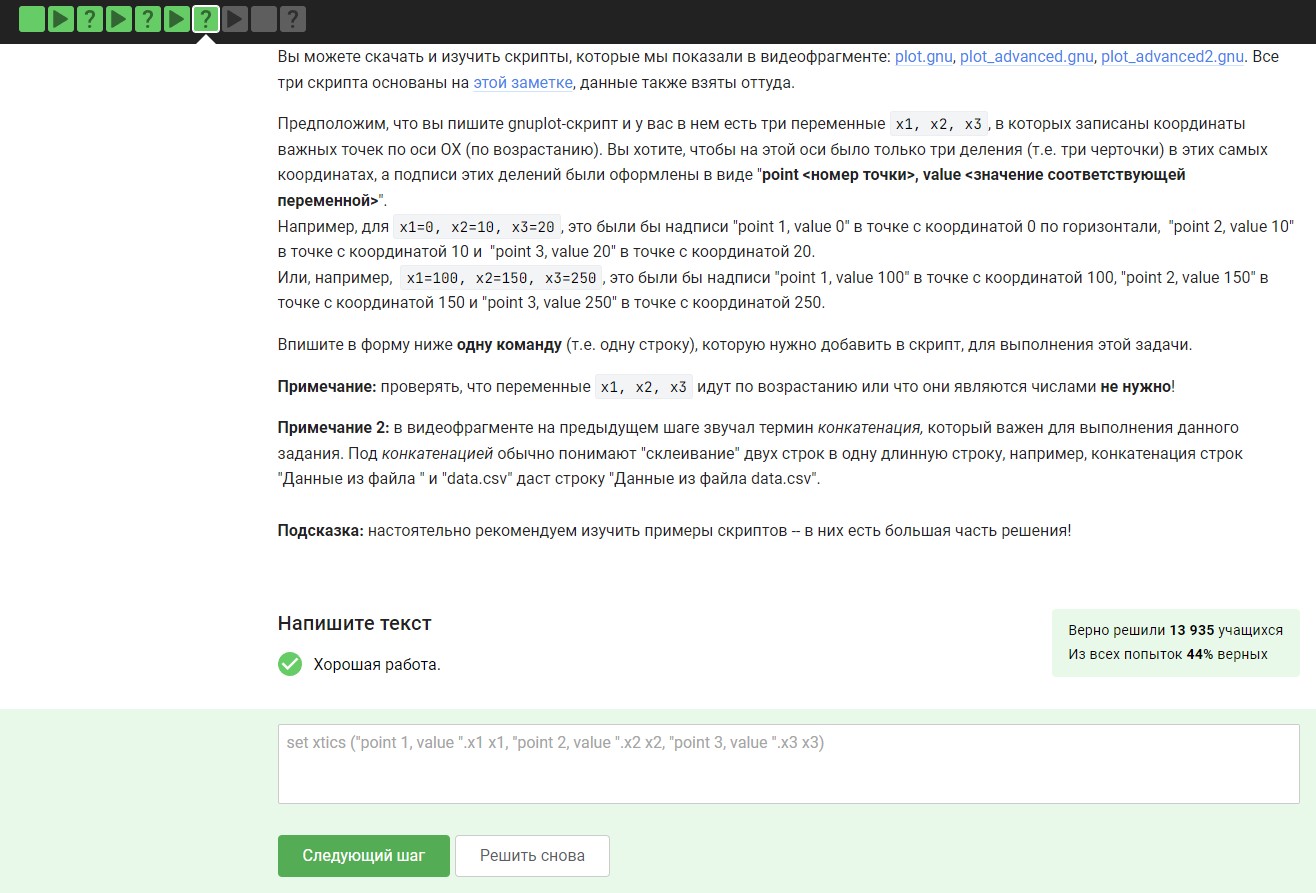 Вы можете скачать и изучить скрипты, которые мы показали в видеофрагменте: plot.gnu, plot_advanced.gnu, plot_advanced2.gnu. Все
три скрипта основаны на этой заметке, данные также взяты оттуда.
Предположим, что вы пишите gnuplot-скрипт и у вас в нем есть три переменные x1, x2, x3, в которых записаны координаты
важных точек по оси OX (по возрастанию). Вы хотите, чтобы на этой оси было только три деления (т.е. три черточки) в этих самых
координатах, а подписи этих делений были оформлены в виде "point <номер точки>, value <значение соответствующей
переменной>".
Например, для x1=0, x2=10, x3=20, это были бы надписи "point 1, value 0" в точке с координатой 0 по горизонтали, "point 2, value 10"
в точке с координатой 10 и "point 3, value 20" в точке с координатой 20.
Или, например, x1=100, x2=150, x3=250, это были бы надписи "point 1, value 100" в точке с координатой 100, "point 2, value 150" в
точке с координатой 150 и "point 3, value 250" в точке с координатой 250.
Впишите в форму ниже одну команду (т.е. одну строку), которую нужно добавить в скрипт, для выполнения этой задачи.
Примечание: проверять, что переменные x1, x2, x3 идут по возрастанию или что они являются числами не нужно!
Примечание 2: в видеофрагменте на предыдущем шаге звучал термин конкатенация, который важен для выполнения данного
задания. Под конкатенацией обычно понимают "склеивание" двух строк в одну длинную строку, например, конкатенация строк
"Данные из файла " и "data.csv" даст строку "Данные из файла data.csv".
Подсказка: настоятельно рекомендуем изучить примеры скриптов -- в них есть большая часть решения!
Напишите текст
Хорошая работа.
Верно решили 13 935 учащихся
Из всех попыток 44% верных
set xtics ("point 1, value ".x1 x1, "point 2, value ".x2 x2, "point 3, value ".x3 x3)
Следующий шаг
Решить снова